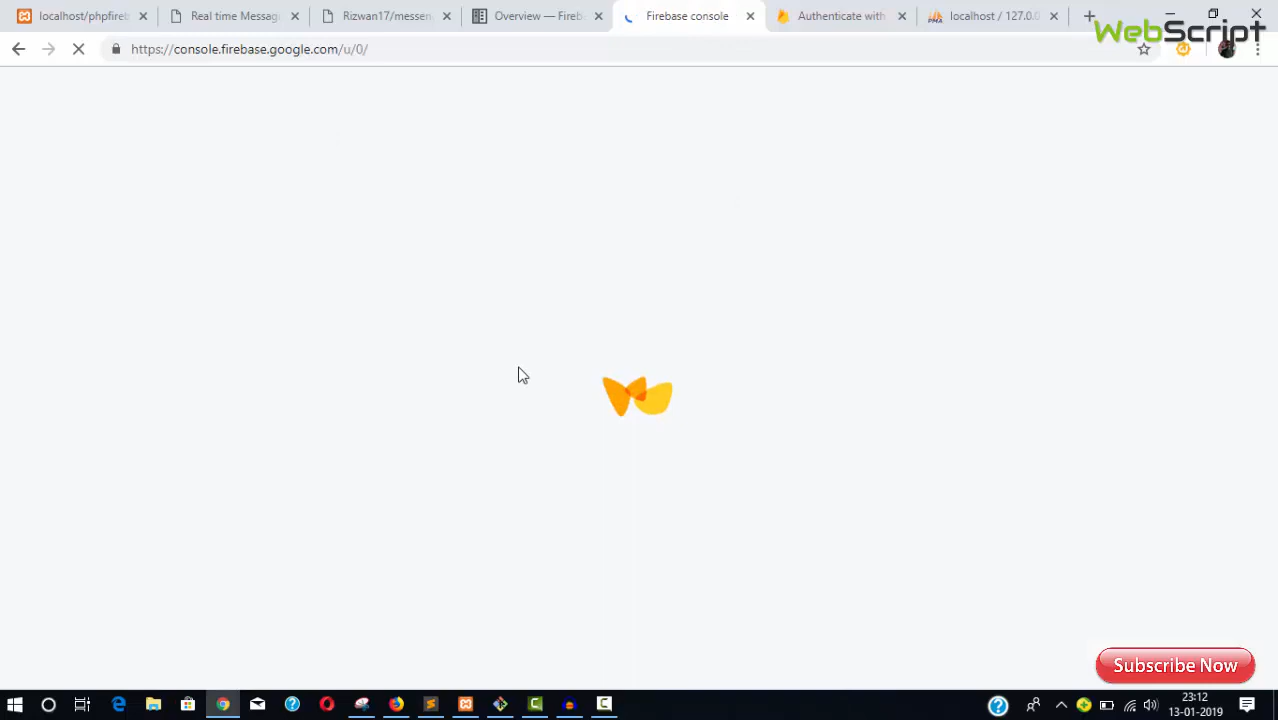 localhost/phpfireb
Real time Messag
Rizwan17/messen
Overview — Fireb
Firebase console
Authenticate with
localhost / 127.0.0
WebScript
https://console.firebase.google.com/u/0/
Subscribe Now
23:12
13-01-2019